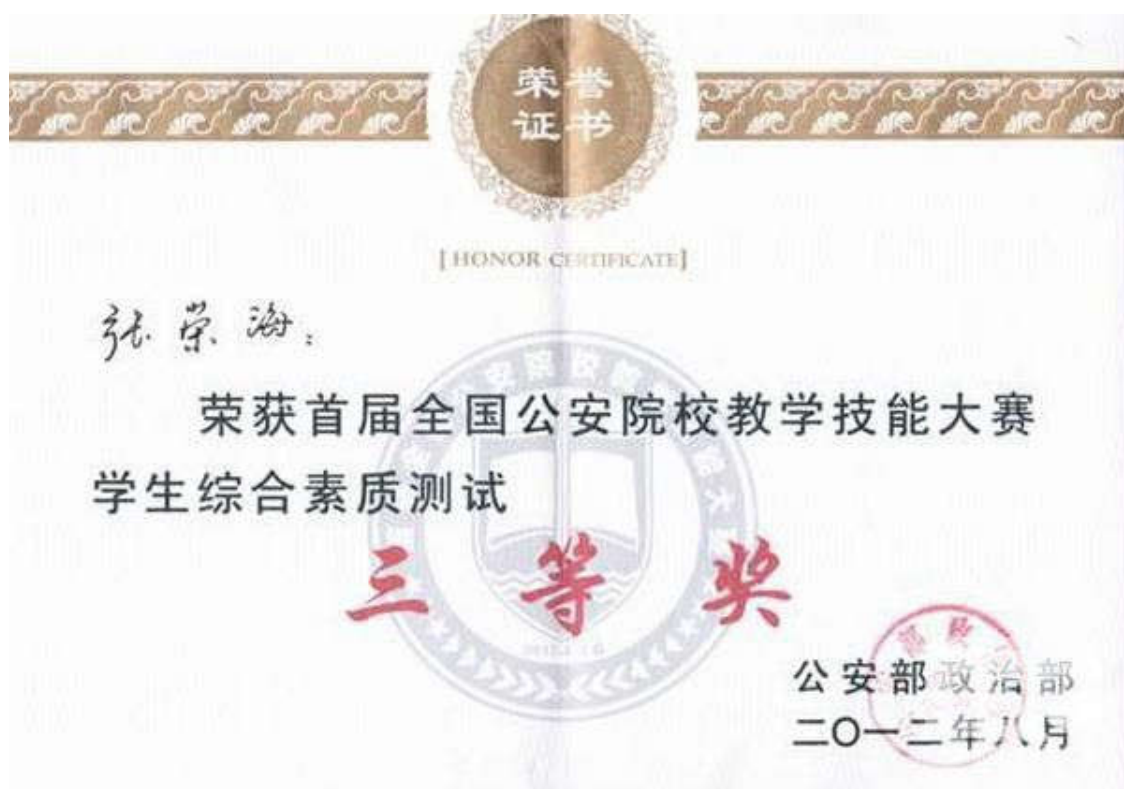 荣誉
证书
[HONOR CERTIFICATE]
张荣海：
荣获首届全国公安院校教学技能大赛
学生综合素质测试
三等奖
公安部政治部
二〇一二年八月